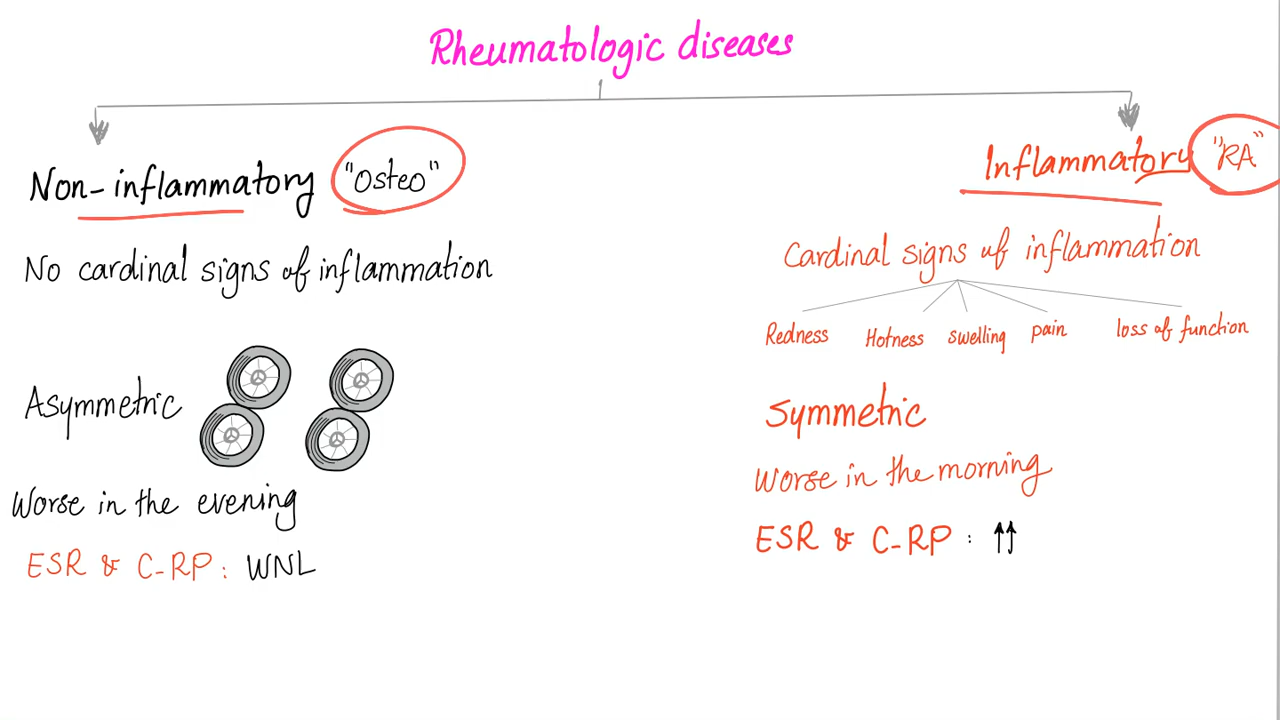 Rheumatologic diseases
Non-inflammatory "Osteo"
No cardinal signs of inflammation
Asymmetric
Worse in the evening
ESR & C-RP: WNL
Inflammatory "RA"
Cardinal signs of inflammation
Redness Hotness swelling pain loss of function
Symmetric
Worse in the morning
ESR & C-RP: ↑↑